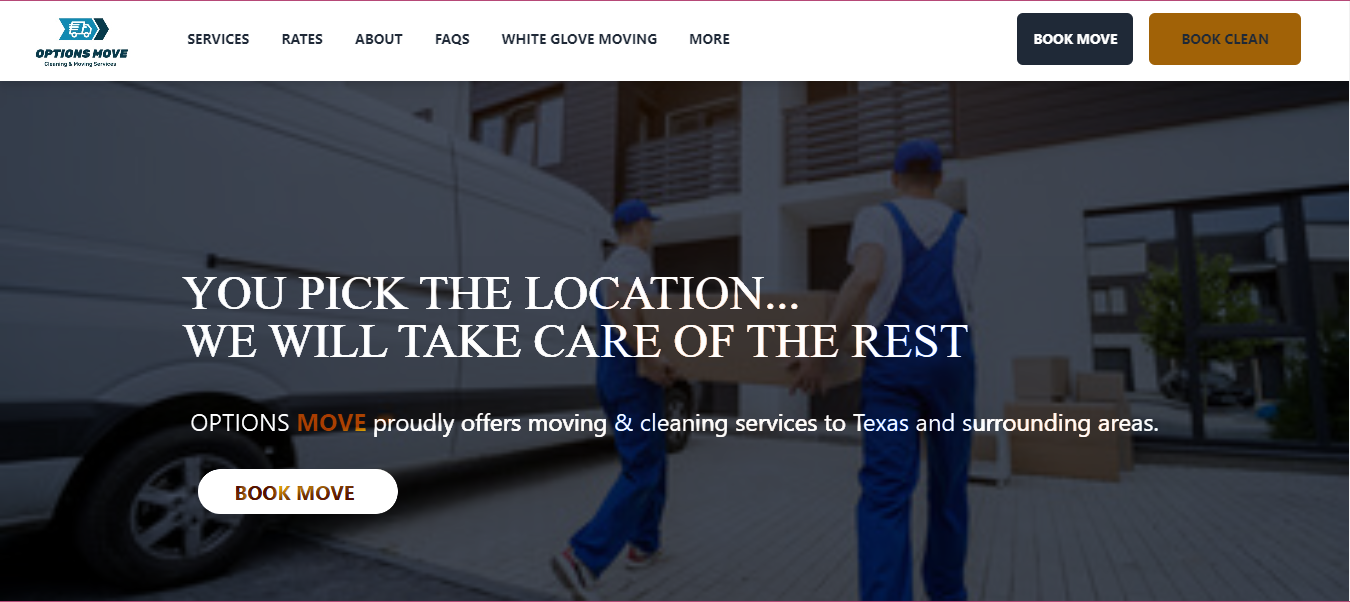 OPTIONS MOVE
Cleaning & Moving Services
SERVICES
RATES
ABOUT
FAQS
WHITE GLOVE MOVING
MORE
BOOK MOVE
BOOK CLEAN
YOU PICK THE LOCATION...
WE WILL TAKE CARE OF THE REST
OPTIONS MOVE proudly offers moving & cleaning services to Texas and surrounding areas.
BOOK MOVE